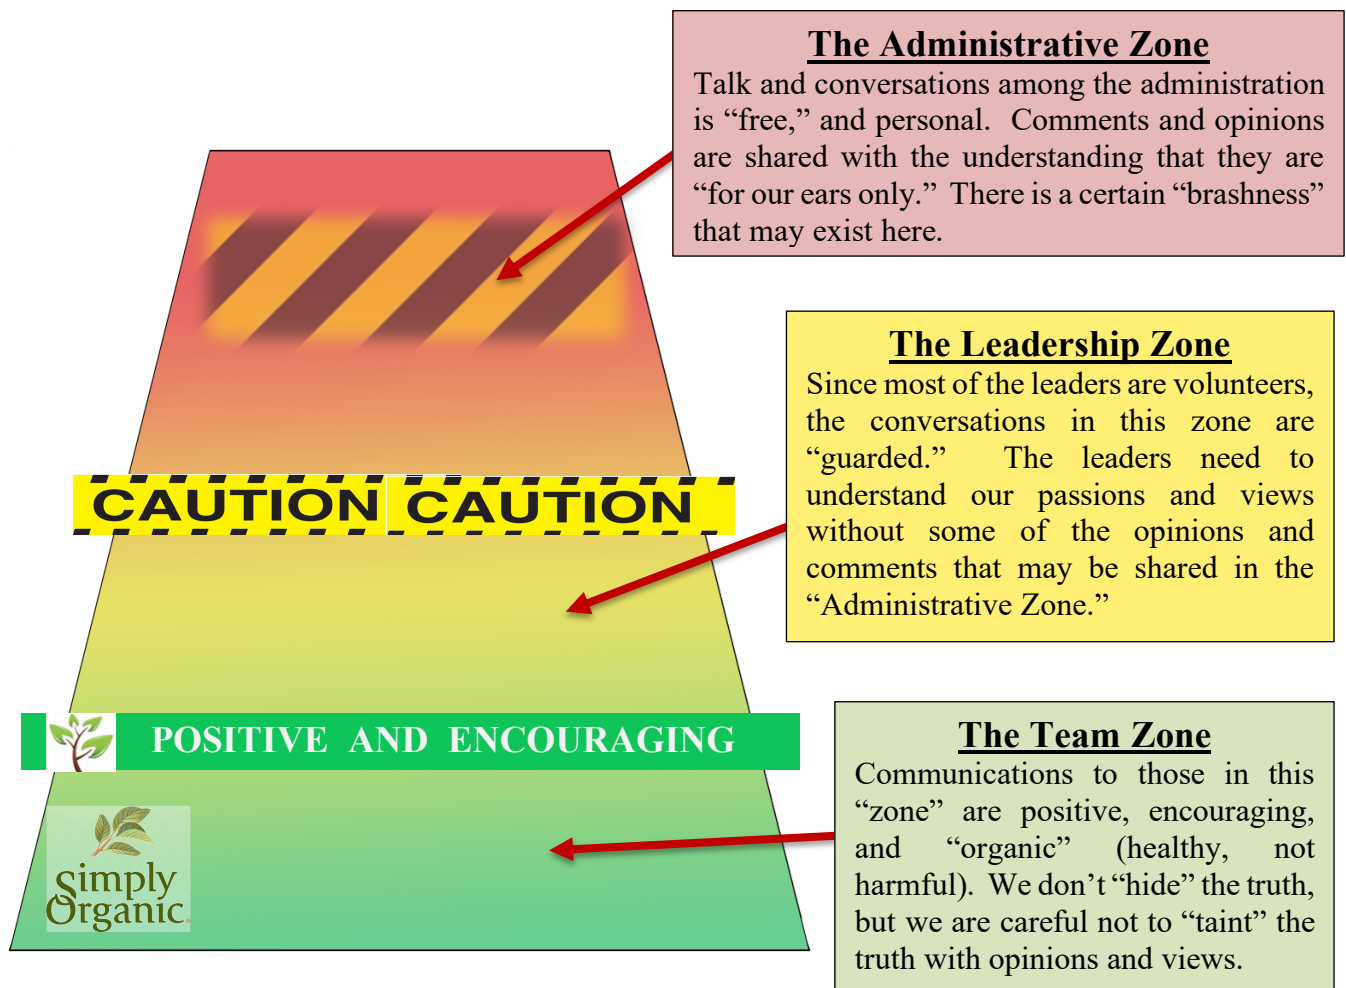 The Administrative Zone
Talk and conversations among the administration
is “free,” and personal.  Comments and opinions
are shared with the understanding that they are
“for our ears only.”  There is a certain “brashness”
that may exist here.
CAUTION CAUTION
The Leadership Zone
Since most of the leaders are volunteers,
the conversations in this zone are
“guarded.”  The leaders need to
understand our passions and views
without some of the opinions and
comments that may be shared in the
“Administrative Zone.”
POSITIVE AND ENCOURAGING
simply
Organic
The Team Zone
Communications to those in this
“zone” are positive, encouraging,
and “organic” (healthy, not
harmful).  We don’t “hide” the truth,
but we are careful not to “taint” the
truth with opinions and views.